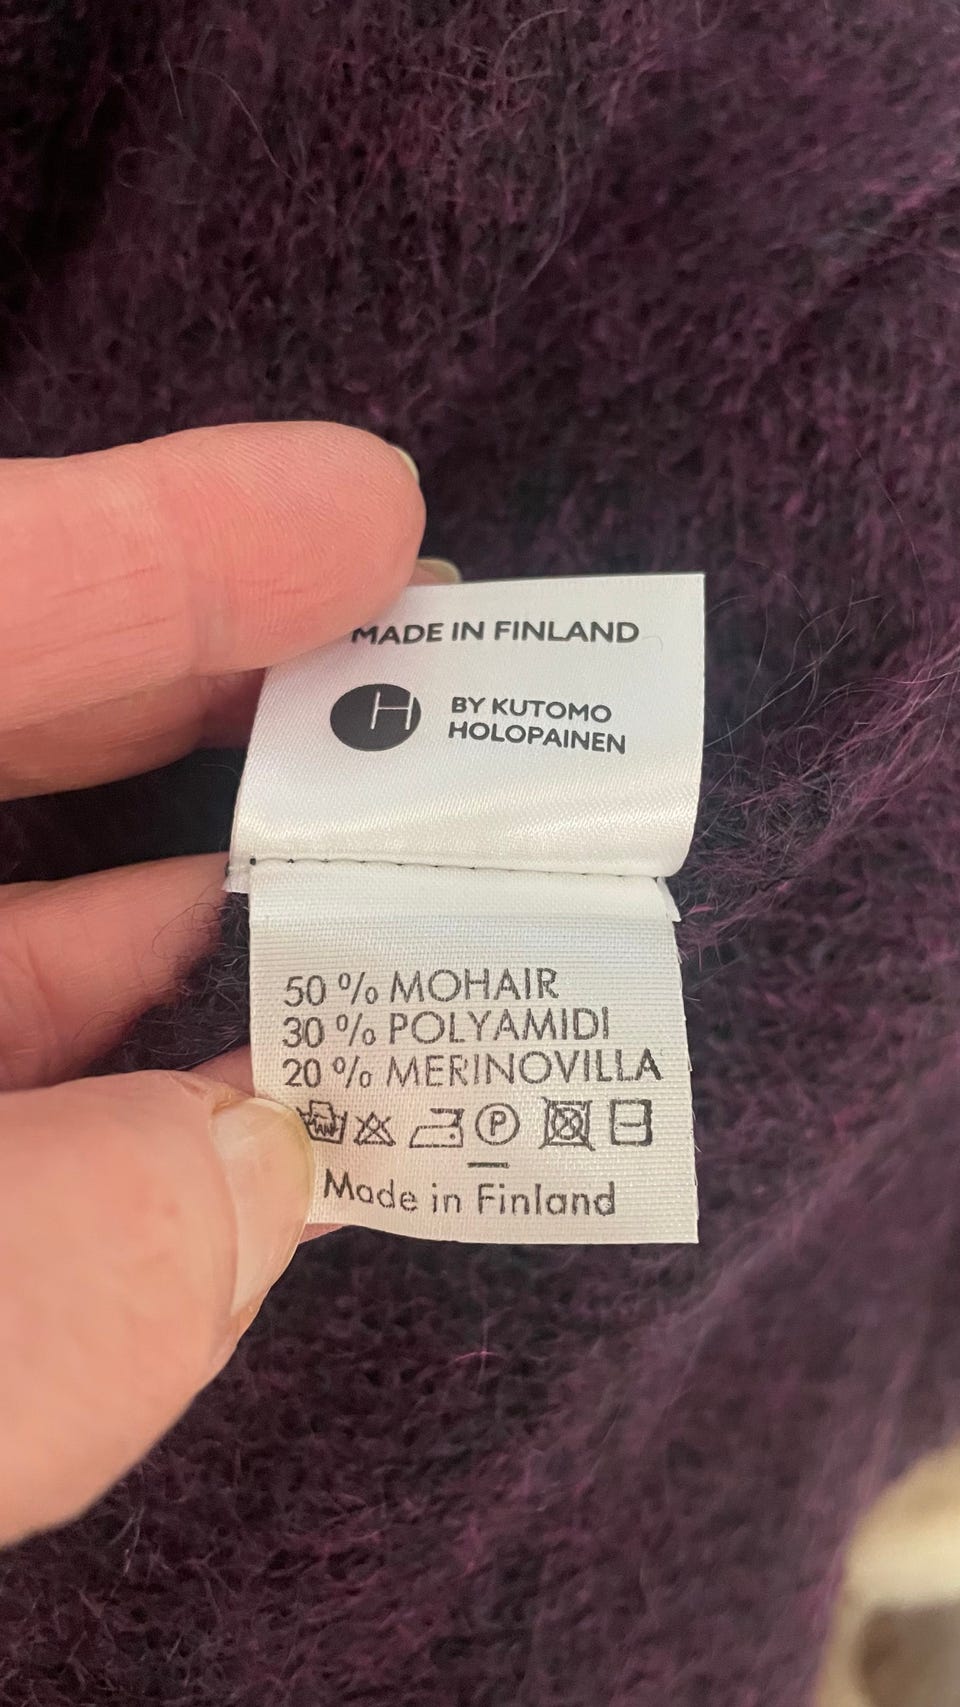 MADE IN FINLAND
H
BY KUTOMO
HOLOPAINEN
50 % MOHAIR
30 % POLYAMIDI
20 % MERINOVILLA
P
Made in Finland